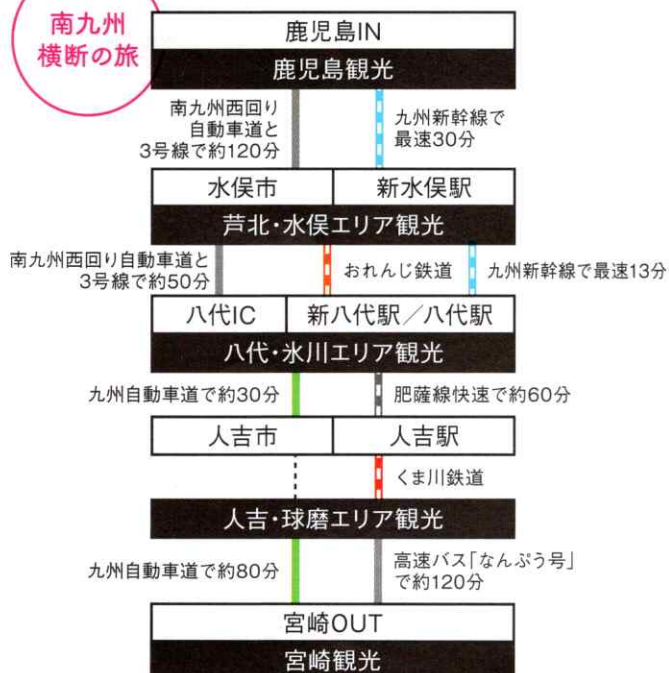 南九州
横断の旅
鹿児島IN
鹿児島観光
南九州西回り
自動車道と
3号線で約120分
九州新幹線で
最速30分
水俣市
新水俣駅
芦北・水俣エリア観光
南九州西回り自動車道と
3号線で約50分
おれんじ鉄道
九州新幹線で最速13分
八代IC
新八代駅／八代駅
八代・氷川エリア観光
九州自動車道で約30分
肥薩線快速で約60分
人吉市
人吉駅
くま川鉄道
人吉・球磨エリア観光
九州自動車道で約80分
高速バス「なんぷう号」
で約120分
宮崎OUT
宮崎観光